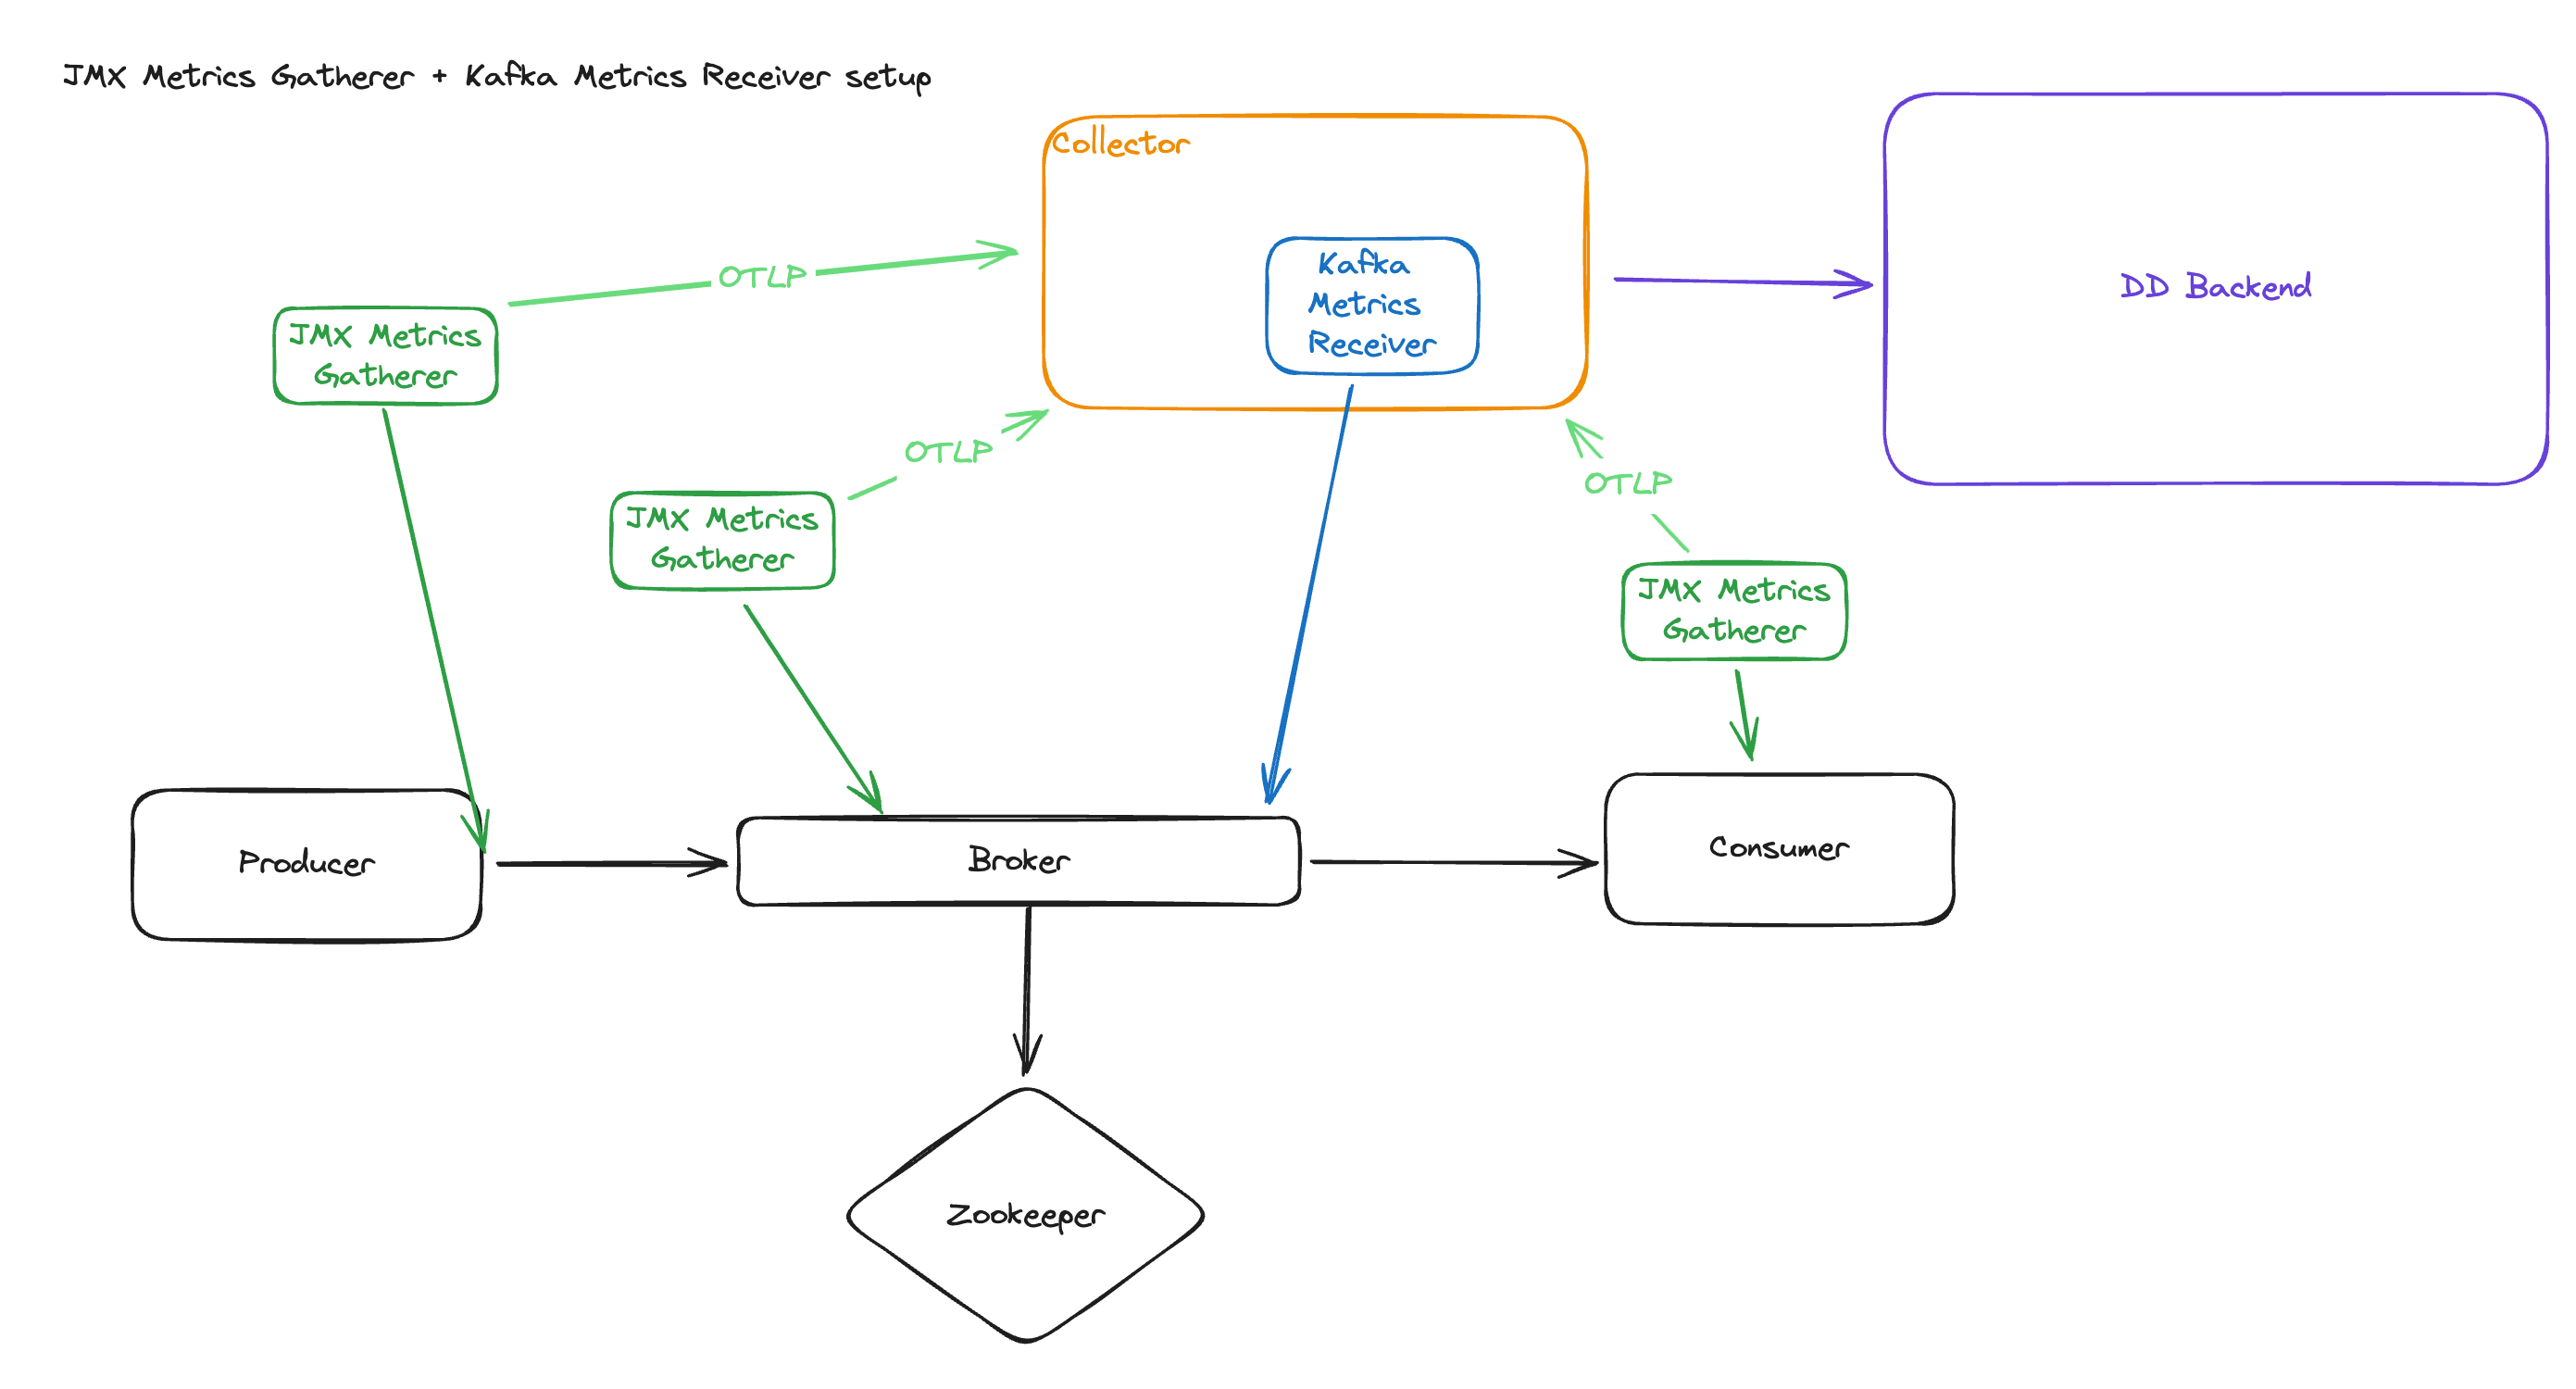 JMX Metrics Gatherer + Kafka Metrics Receiver setup
Collector
Kafka
Metrics
Receiver
DD Backend
OTLP
JMX Metrics
Gatherer
OTLP
JMX Metrics
Gatherer
OTLP
JMX Metrics
Gatherer
Producer
Broker
Consumer
Zookeeper